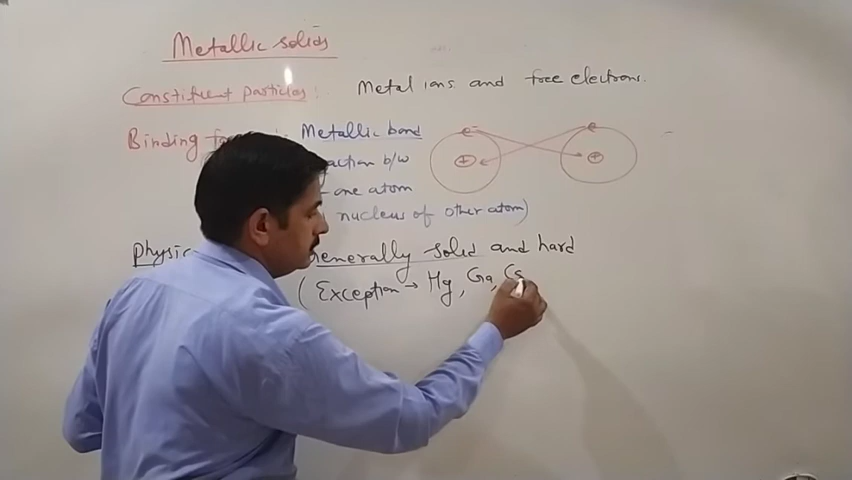 Metallic solids
Constituent particles: Metal ions and free electrons.
Binding : Metallic bond
action b/w
one atom
nucleus of other atom)
e- e
+ +
Physic enerally solid and hard
(Exception → Hg, Ga, Cs